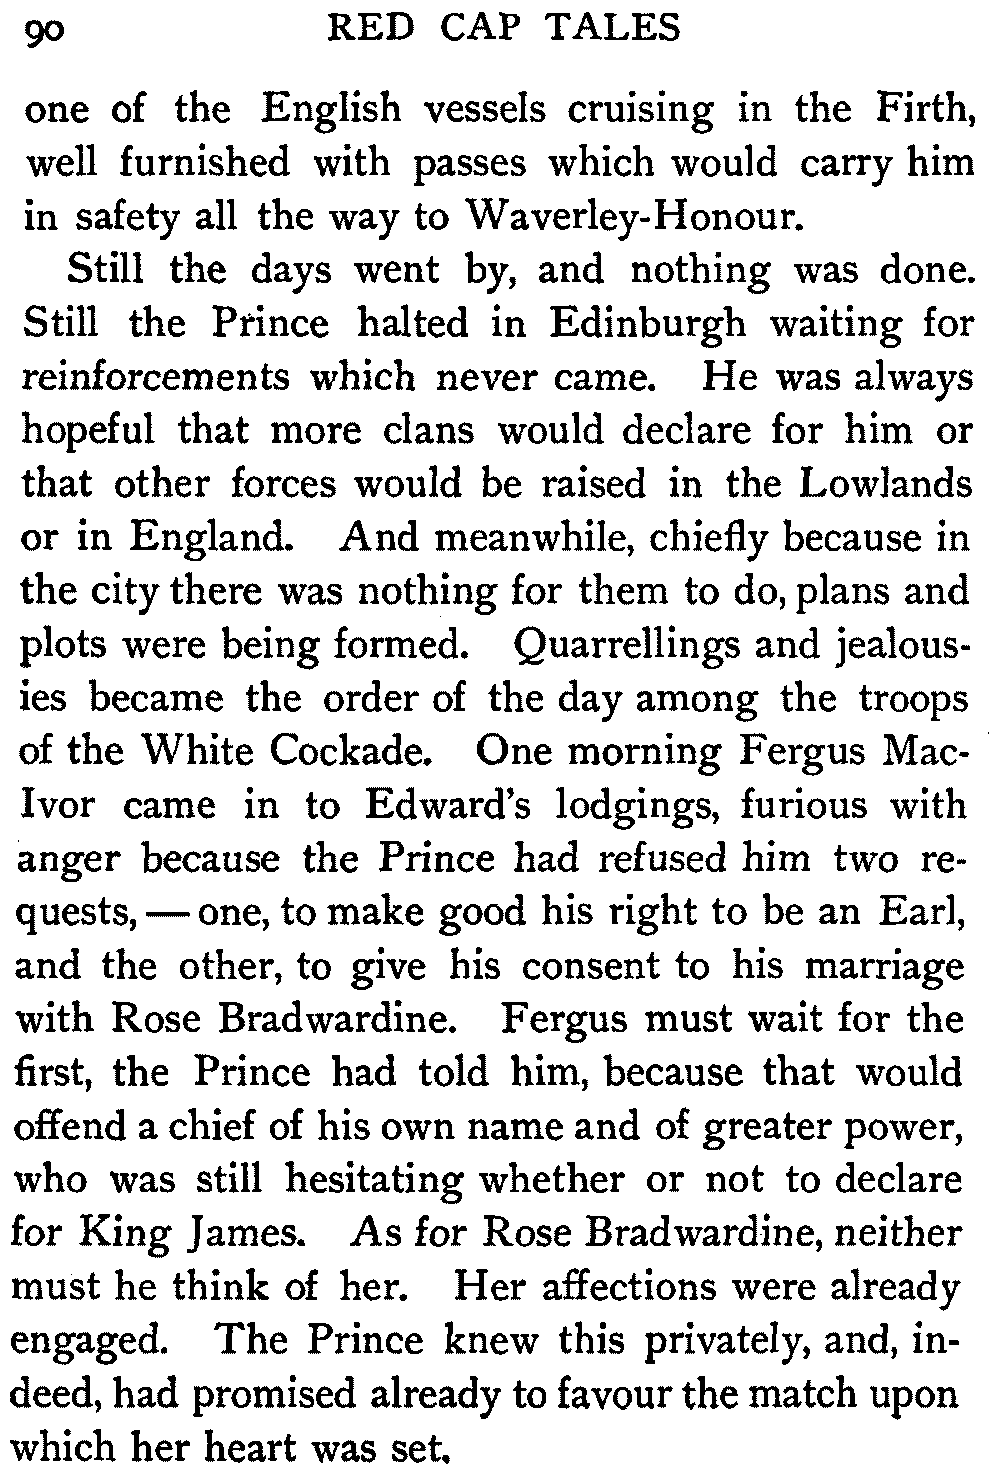 90 RED CAP TALES
one of the English vessels cruising in the Firth,
well furnished with passes which would carry him
in safety all the way to Waverley-Honour.
Still the days went by, and nothing was done.
Still the Prince halted in Edinburgh waiting for
reinforcements which never came. He was always
hopeful that more clans would declare for him or
that other forces would be raised in the Lowlands
or in England. And meanwhile, chiefly because in
the city there was nothing for them to do, plans and
plots were being formed. Quarrellings and jealous-
ies became the order of the day among the troops
of the White Cockade. One morning Fergus Mac-
Ivor came in to Edward's lodgings, furious with
anger because the Prince had refused him two re-
quests, — one, to make good his right to be an Earl,
and the other, to give his consent to his marriage
with Rose Bradwardine. Fergus must wait for the
first, the Prince had told him, because that would
offend a chief of his own name and of greater power,
who was still hesitating whether or not to declare
for King James. As for Rose Bradwardine, neither
must he think of her. Her affections were already
engaged. The Prince knew this privately, and, in-
deed, had promised already to favour the match upon
which her heart was set.